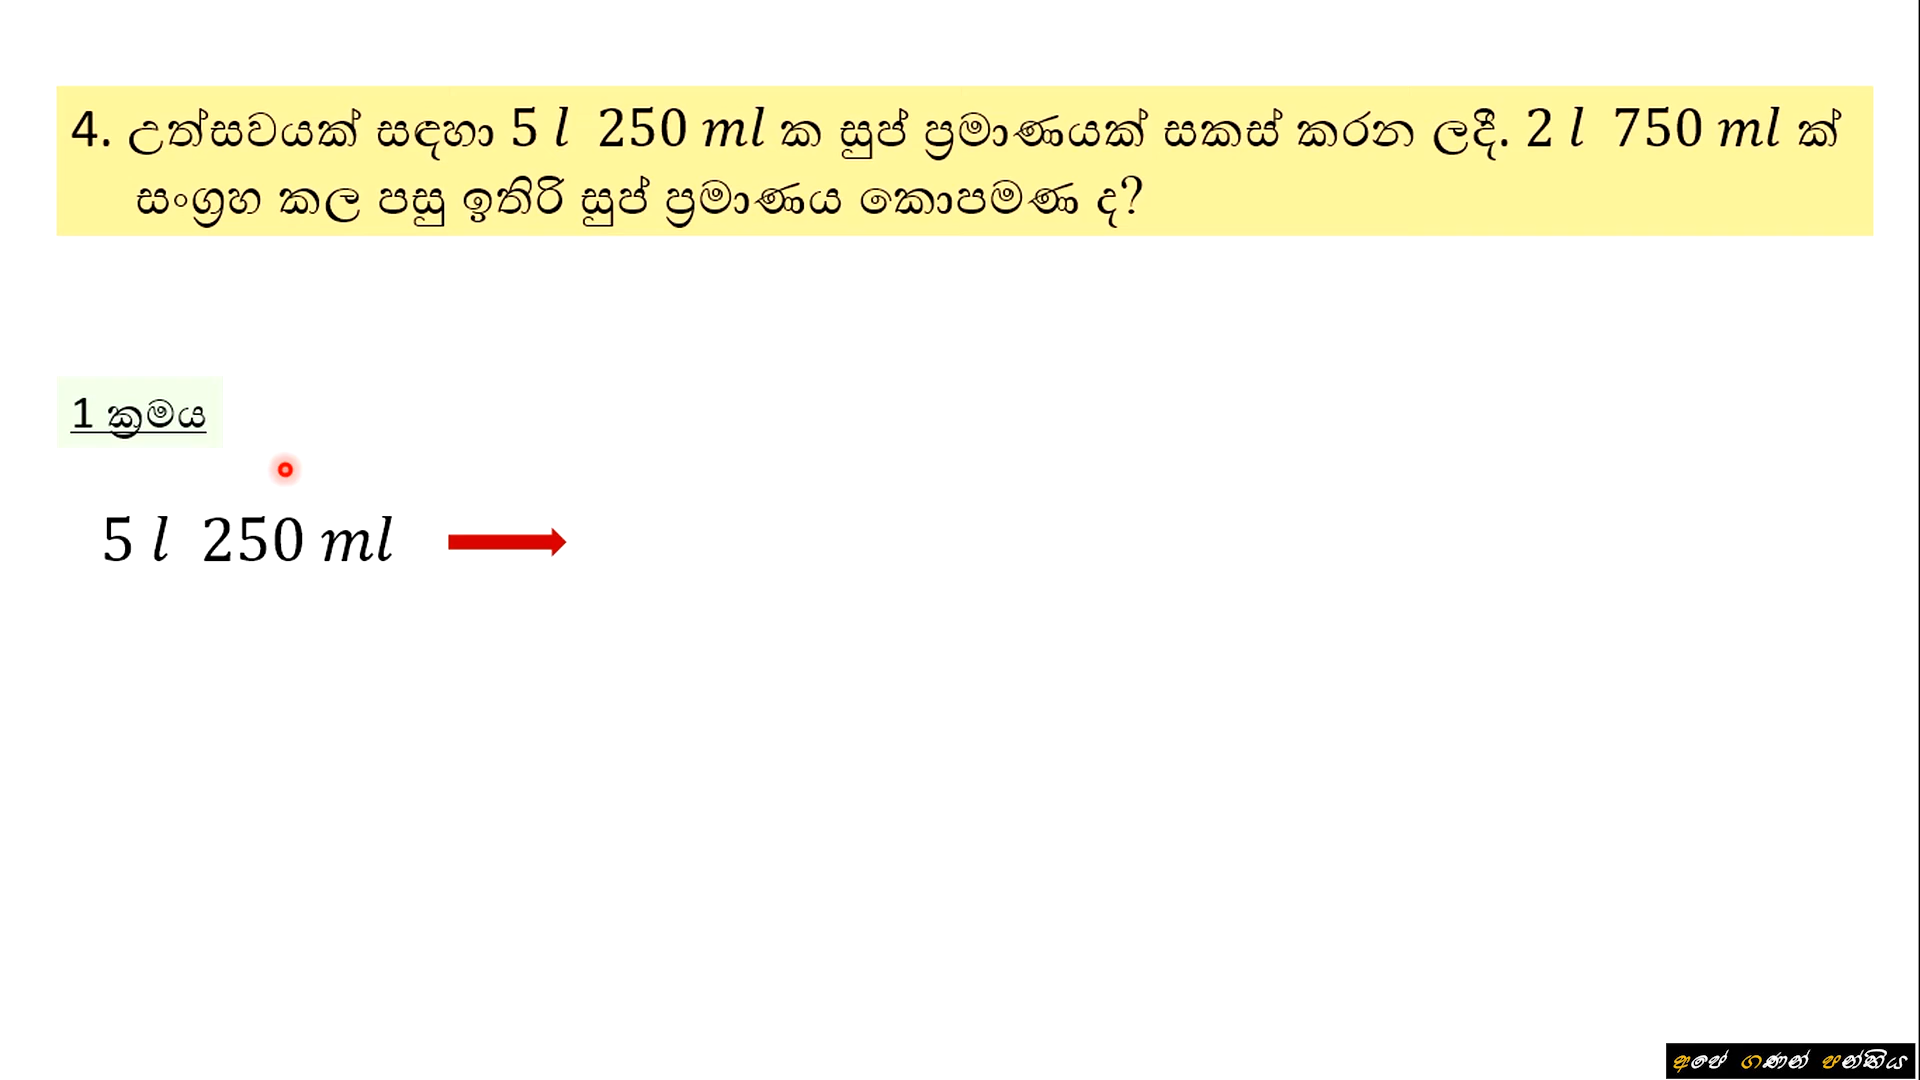 4. උත්සවයක් සඳහා 5 l 250 ml ක සුප් ප්‍රමාණයක් සකස් කරන ලදී. 2 l 750 ml ක්
සංග්‍රහ කල පසු ඉතිරි සුප් ප්‍රමාණය කොපමණ ද?
1 ක්‍රමය
5 l 250 ml
අපේ ගණන් පන්තිය